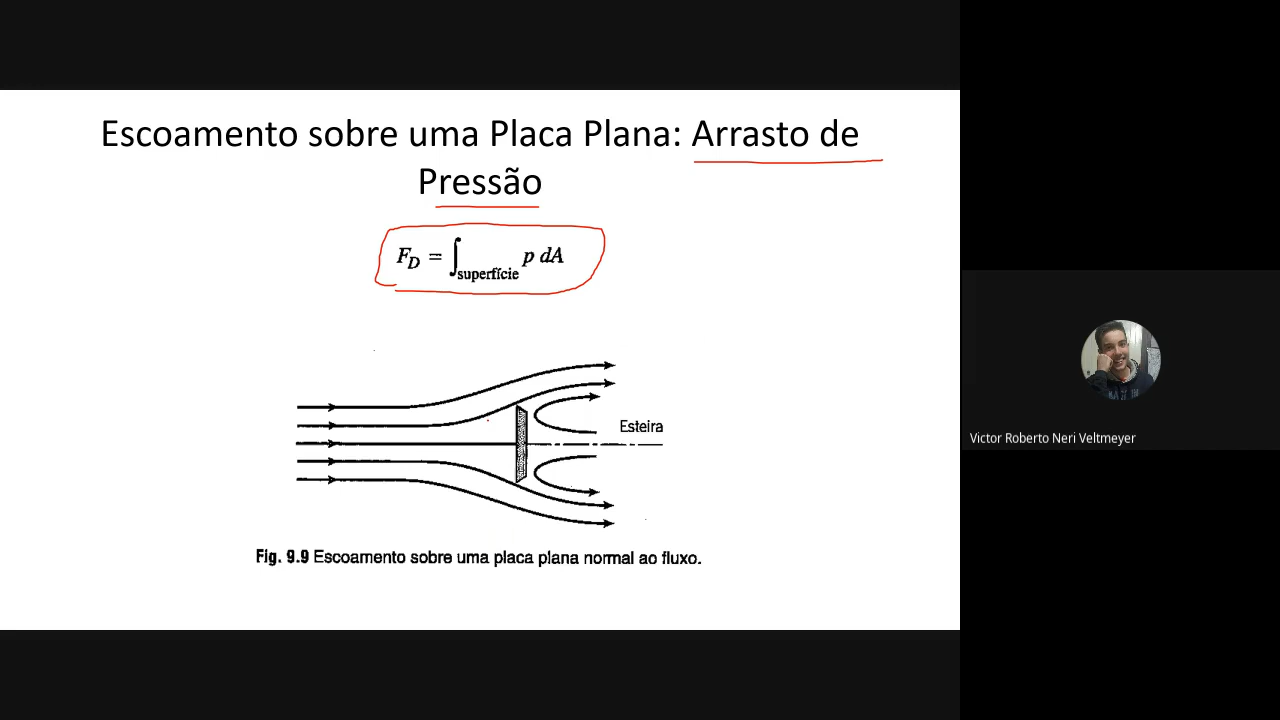 Escoamento sobre uma Placa Plana: Arrasto de
Pressão
F_D = ∫_superfície p dA
Esteira
Fig. 9.9 Escoamento sobre uma placa plana normal ao fluxo.
Victor Roberto Neri Veltmeyer